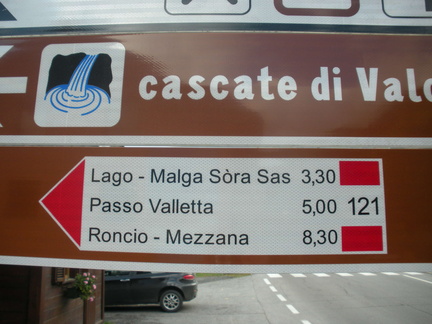 cascate di Valo
Lago - Malga Sòra Sas 3,30
Passo Valletta 5,00 121
Roncio - Mezzana 8,30